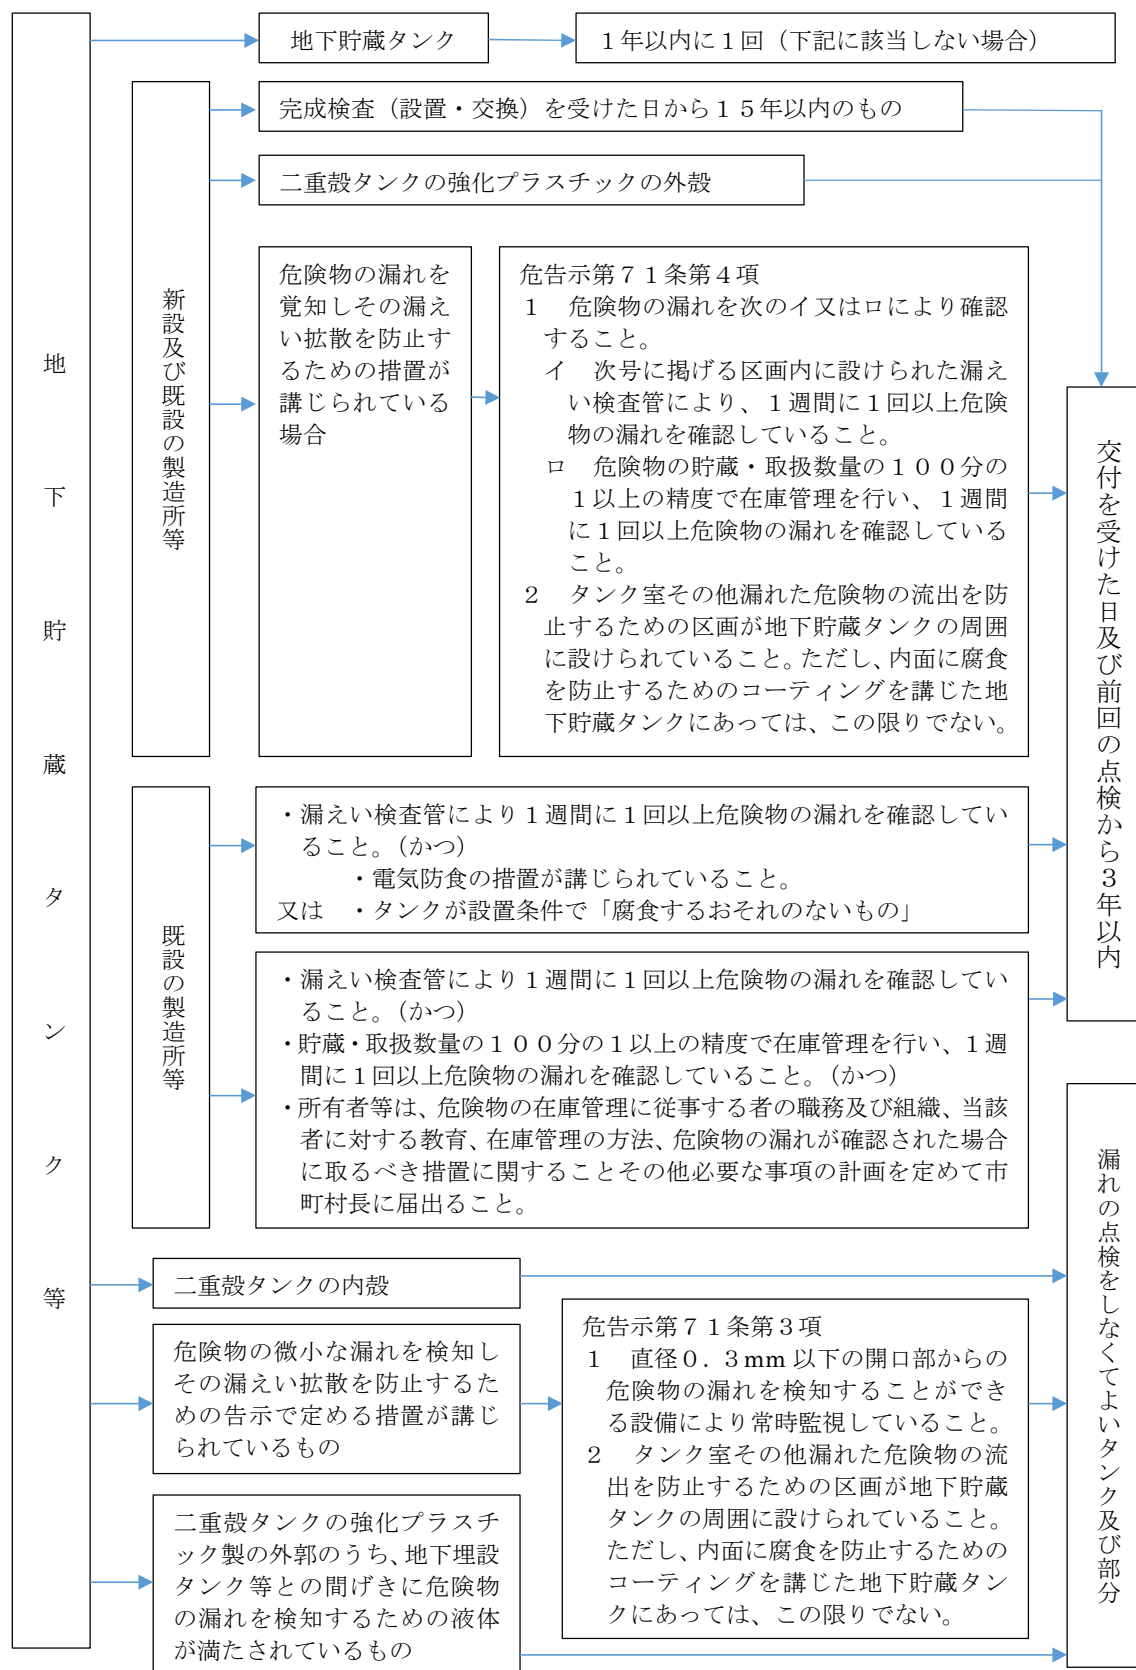 地下貯蔵タンク等
地下貯蔵タンク
１年以内に１回（下記に該当しない場合）
新設及び既設の製造所等
完成検査（設置・交換）を受けた日から１５年以内のもの
二重殻タンクの強化プラスチックの外殻
危険物の漏れを
覚知しその漏え
い拡散を防止す
るための措置が
講じられている
場合
危告示第７１条第４項
１　危険物の漏れを次のイ又はロにより確認
すること。
イ　次号に掲げる区画内に設けられた漏え
い検査管により、１週間に１回以上危険
物の漏れを確認していること。
ロ　危険物の貯蔵・取扱数量の１００分の
１以上の精度で在庫管理を行い、１週間
に１回以上危険物の漏れを確認している
こと。
２　タンク室その他漏れた危険物の流出を防
止するための区画が地下貯蔵タンクの周囲
に設けられていること。ただし、内面に腐食
を防止するためのコーティングを講じた地
下貯蔵タンクにあっては、この限りでない。
交付を受けた日及び前回の点検から３年以内
既設の製造所等
・漏えい検査管により１週間に１回以上危険物の漏れを確認してい
ること。（かつ）
・電気防食の措置が講じられていること。
又は　・タンクが設置条件で「腐食するおそれのないもの」
・漏えい検査管により１週間に１回以上危険物の漏れを確認してい
ること。（かつ）
・貯蔵・取扱数量の１００分の１以上の精度で在庫管理を行い、１週
間に１回以上危険物の漏れを確認していること。（かつ）
・所有者等は、危険物の在庫管理に従事する者の職務及び組織、当該
者に対する教育、在庫管理の方法、危険物の漏れが確認された場合
に取るべき措置に関することその他必要な事項の計画を定めて市
町村長に届出ること。
二重殻タンクの内殻
危険物の微小な漏れを検知し
その漏えい拡散を防止するた
めの告示で定める措置が講じ
られているもの
危告示第７１条第３項
１　直径０．３mm 以下の開口部からの
危険物の漏れを検知することができ
る設備により常時監視していること。
２　タンク室その他漏れた危険物の流
出を防止するための区画が地下貯蔵
タンクの周囲に設けられていること。
ただし、内面に腐食を防止するための
コーティングを講じた地下貯蔵タン
クにあっては、この限りでない。
二重殻タンクの強化プラスチ
ック製の外郭のうち、地下埋設
タンク等との間げきに危険物
の漏れを検知するための液体
が満たされているもの
漏れの点検をしなくてよいタンク及び部分